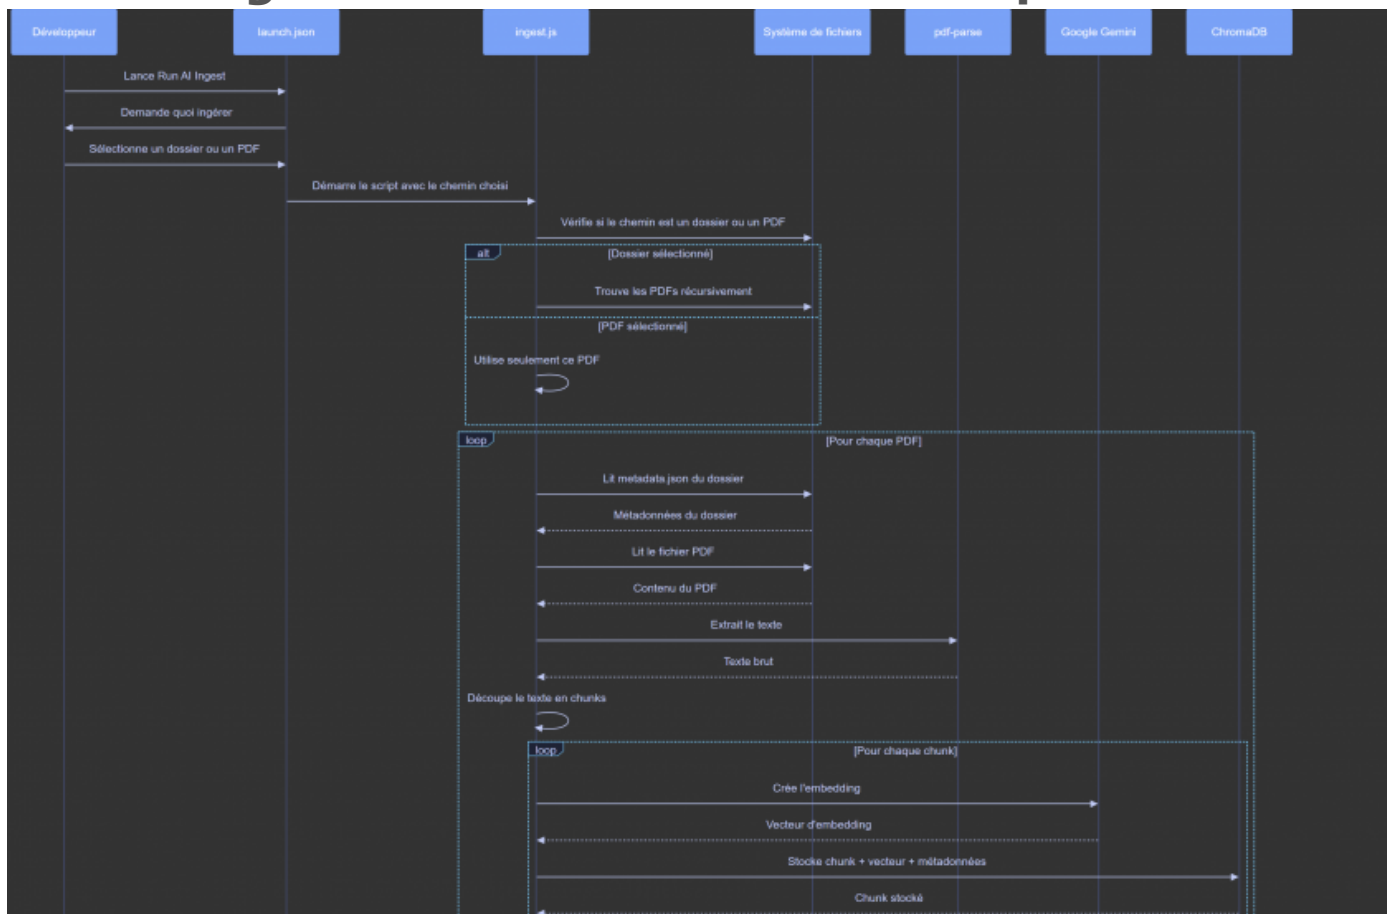 Développeur
launch.json
ingest.js
Système de fichiers
pdf-parse
Google Gemini
ChromaDB
Lance Run AI Ingest
Demande quoi ingérer
Sélectionne un dossier ou un PDF
Démarre le script avec le chemin choisi
Vérifie si le chemin est un dossier ou un PDF
alt
[Dossier sélectionné]
Trouve les PDFs récursivement
[PDF sélectionné]
Utilise seulement ce PDF
loop
[Pour chaque PDF]
Lit metadata.json du dossier
Métadonnées du dossier
Lit le fichier PDF
Contenu du PDF
Extrait le texte
Texte brut
Découpe le texte en chunks
loop
[Pour chaque chunk]
Crée l'embedding
Vecteur d'embedding
Stocke chunk + vecteur + métadonnées
Chunk stocké